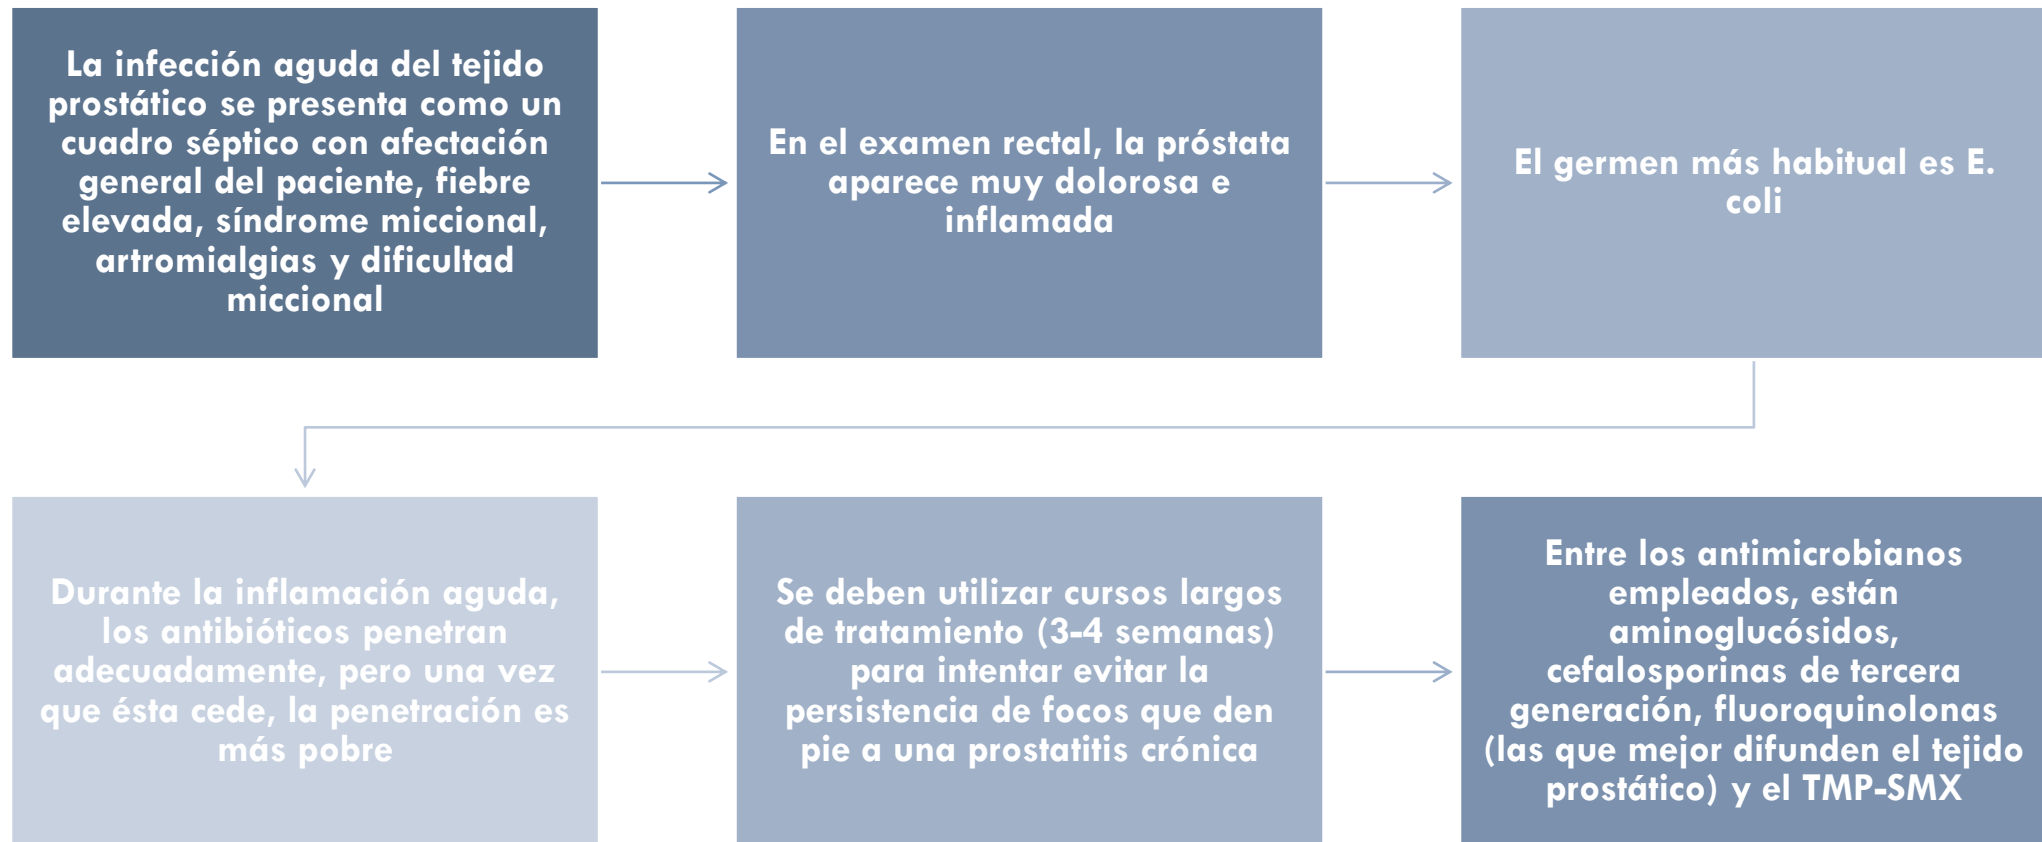 La infección aguda del tejido
prostático se presenta como un
cuadro séptico con afectación
general del paciente, fiebre
elevada, síndrome miccional,
artromialgias y dificultad
miccional
En el examen rectal, la próstata
aparece muy dolorosa e
inflamada
El germen más habitual es E.
coli
Durante la inflamación aguda,
los antibióticos penetran
adecuadamente, pero una vez
que ésta cede, la penetración es
más pobre
Se deben utilizar cursos largos
de tratamiento (3-4 semanas)
para intentar evitar la
persistencia de focos que den
pie a una prostatitis crónica
Entre los antimicrobianos
empleados, están
aminoglucósidos,
cefalosporinas de tercera
generación, fluoroquinolonas
(las que mejor difunden el tejido
prostático) y el TMP-SMX